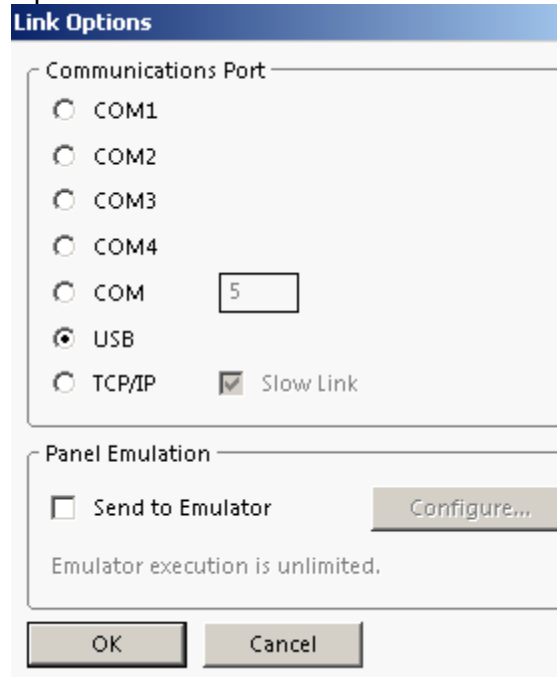 Link Options
Communications Port
COM1
COM2
COM3
COM4
COM 5
USB
TCP/IP Slow Link
Panel Emulation
Send to Emulator Configure...
Emulator execution is unlimited.
OK Cancel